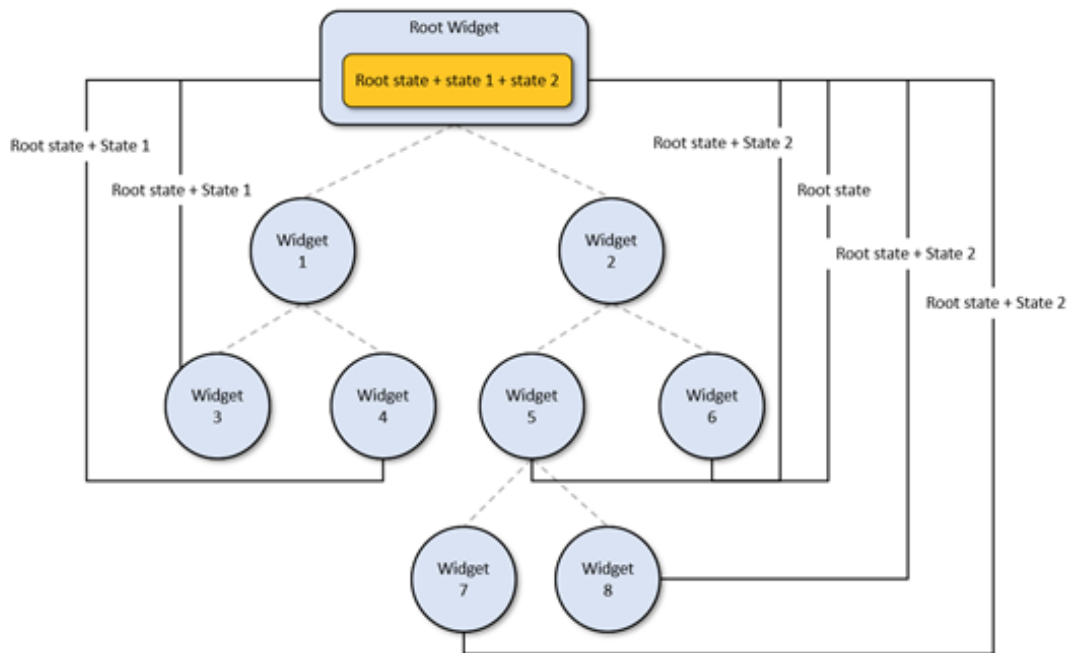 Root Widget
Root state + state 1 + state 2
Root state + State 1
Root state + State 2
Root state + State 1
Root state
Widget
1
Widget
2
Root state + State 2
Root state + State 2
Widget
3
Widget
4
Widget
5
Widget
6
Widget
7
Widget
8